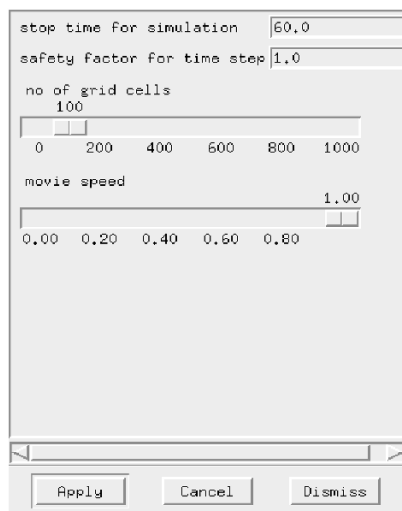 stop time for simulation 60.0
safety factor for time step 1.0
no of grid cells
100
0 200 400 600 800 1000
movie speed
1.00
0.00 0.20 0.40 0.60 0.80
Apply Cancel Dismiss